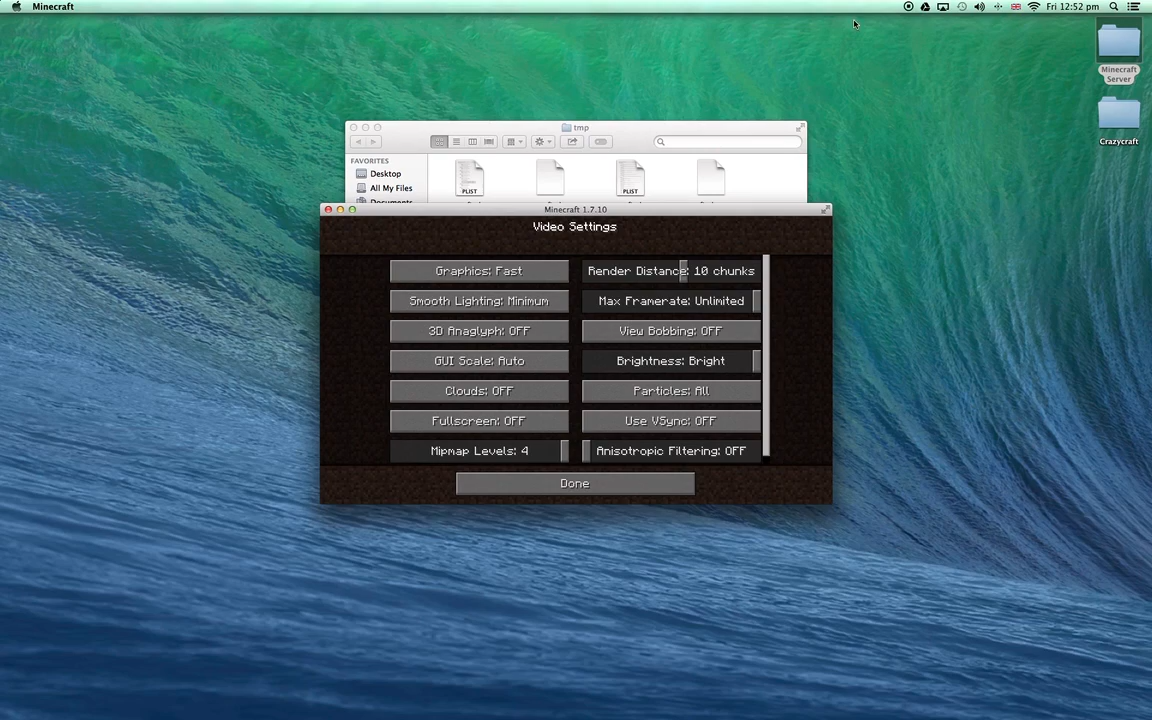 Minecraft
Fri 12:52 pm
Minecraft
Server
Crazycraft
tmp
FAVORITES
Desktop
All My Files
PLIST
PLIST
Minecraft 1.7.10
Video Settings
Graphics: Fast
Render Distance: 10 chunks
Smooth Lighting: Minimum
Max Framerate: Unlimited
3D Anaglyph: OFF
View Bobbing: OFF
GUI Scale: Auto
Brightness: Bright
Clouds: OFF
Particles: All
Fullscreen: OFF
Use VSync: OFF
Mipmap Levels: 4
Anisotropic Filtering: OFF
Done